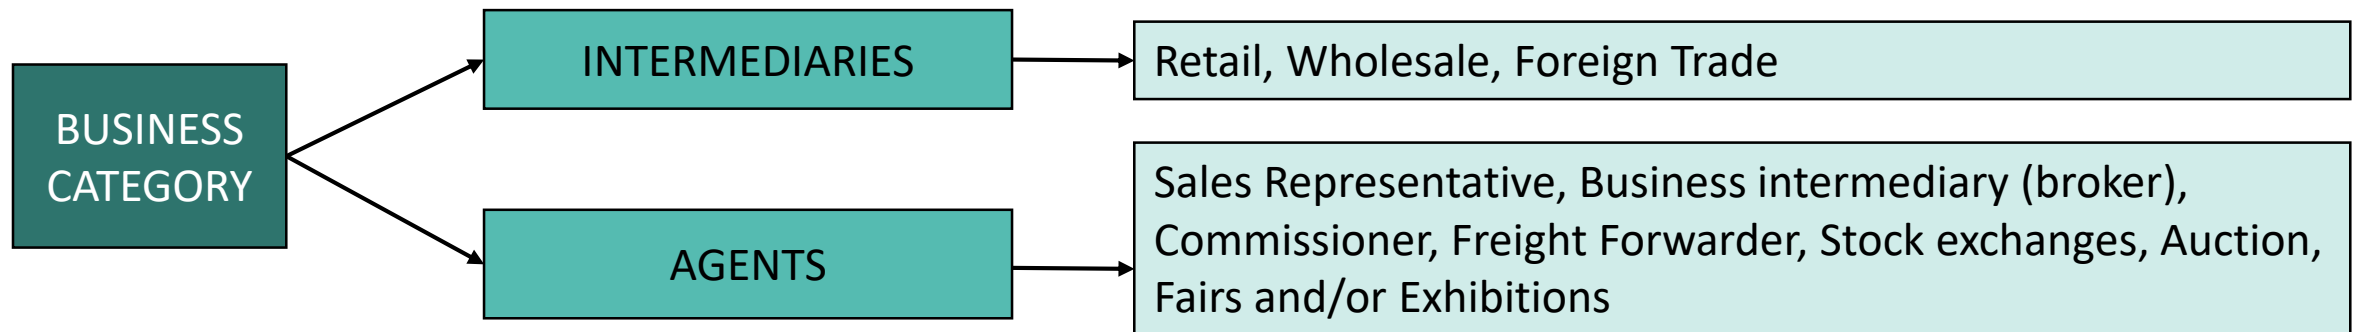 BUSINESS
CATEGORY
INTERMEDIARIES
Retail, Wholesale, Foreign Trade
AGENTS
Sales Representative, Business intermediary (broker),
Commissioner, Freight Forwarder, Stock exchanges, Auction,
Fairs and/or Exhibitions